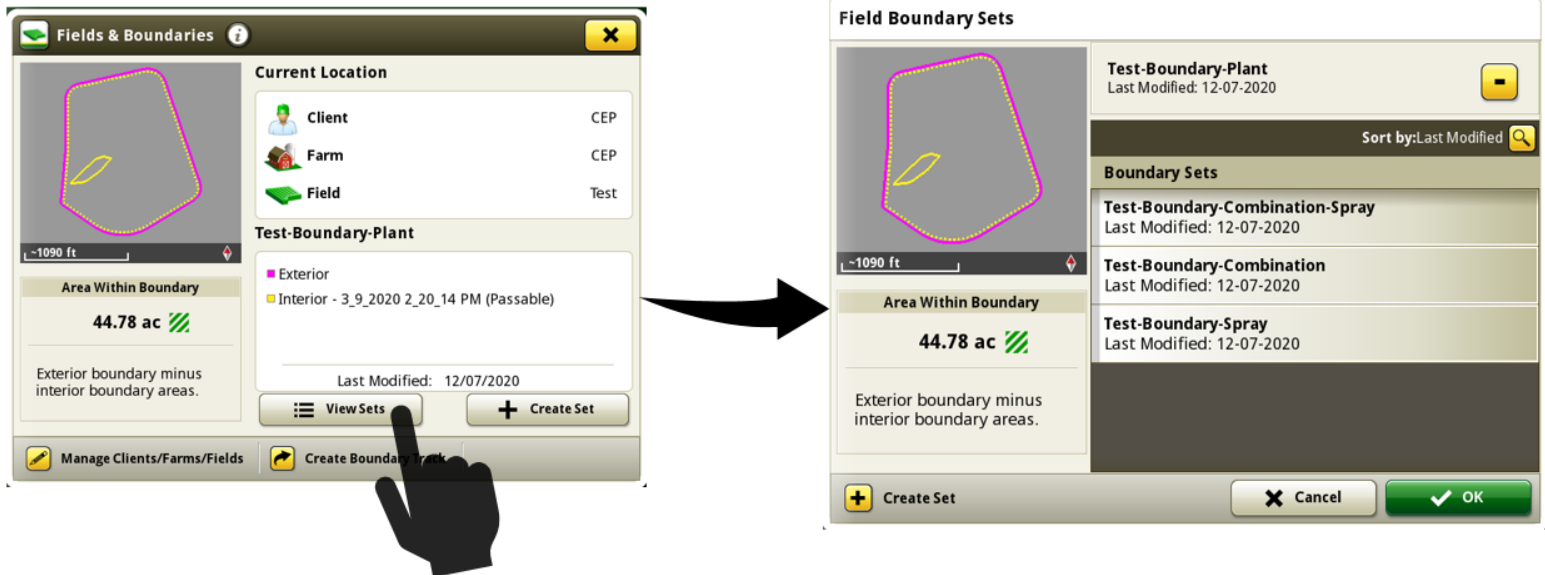 Fields & Boundaries i
Current Location
Client CEP
Farm CEP
Field Test
~1090 ft
Test-Boundary-Plant
Exterior
Interior - 3_9_2020 2_20_14 PM (Passable)
Area Within Boundary
44.78 ac
Exterior boundary minus
interior boundary areas.
Last Modified: 12/07/2020
View Sets
Create Set
Manage Clients/Farms/Fields
Create Boundary Track
Field Boundary Sets
Test-Boundary-Plant
Last Modified: 12-07-2020
Sort by:Last Modified
Boundary Sets
Test-Boundary-Combination-Spray
Last Modified: 12-07-2020
Test-Boundary-Combination
Last Modified: 12-07-2020
Test-Boundary-Spray
Last Modified: 12-07-2020
~1090 ft
Area Within Boundary
44.78 ac
Exterior boundary minus
interior boundary areas.
Create Set
Cancel
OK